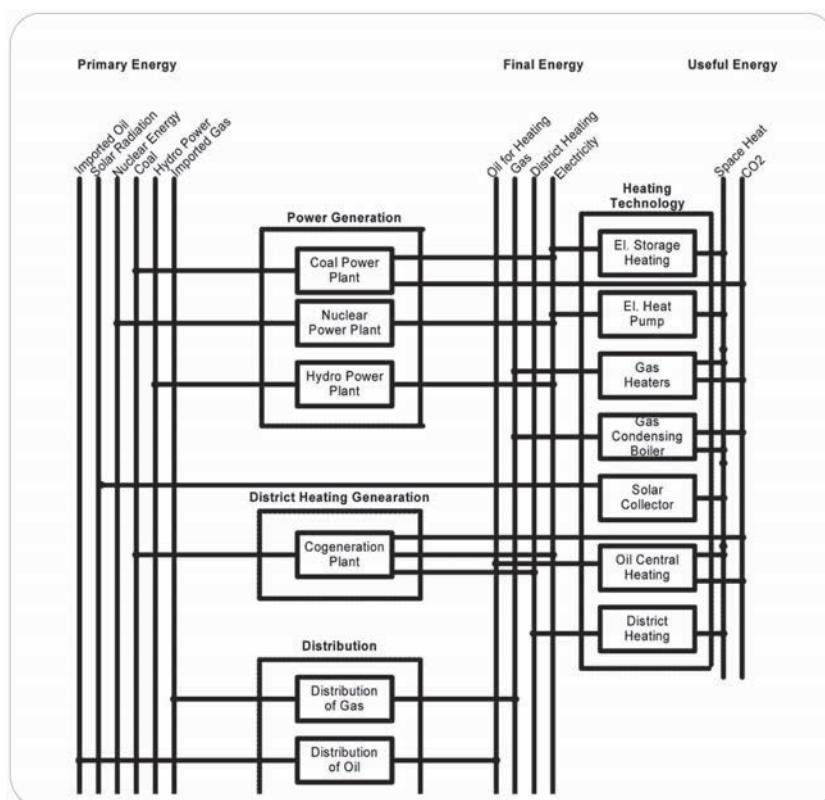 Primary Energy
Final Energy
Useful Energy
Imported Oil
Solar Radiation
Nuclear Energy
Coal
Hydro Power
Imported Gas
Oil for Heating
Gas
District Heating
Electricity
Space Heat
CO2
Heating
Technology
Power Generation
Coal Power
Plant
Nuclear
Power Plant
Hydro Power
Plant
El. Storage
Heating
El. Heat
Pump
Gas
Heaters
Gas
Condensing
Boiler
Solar
Collector
Oil Central
Heating
District
Heating
District Heating Genearation
Cogeneration
Plant
Distribution
Distribution
of Gas
Distribution
of Oil